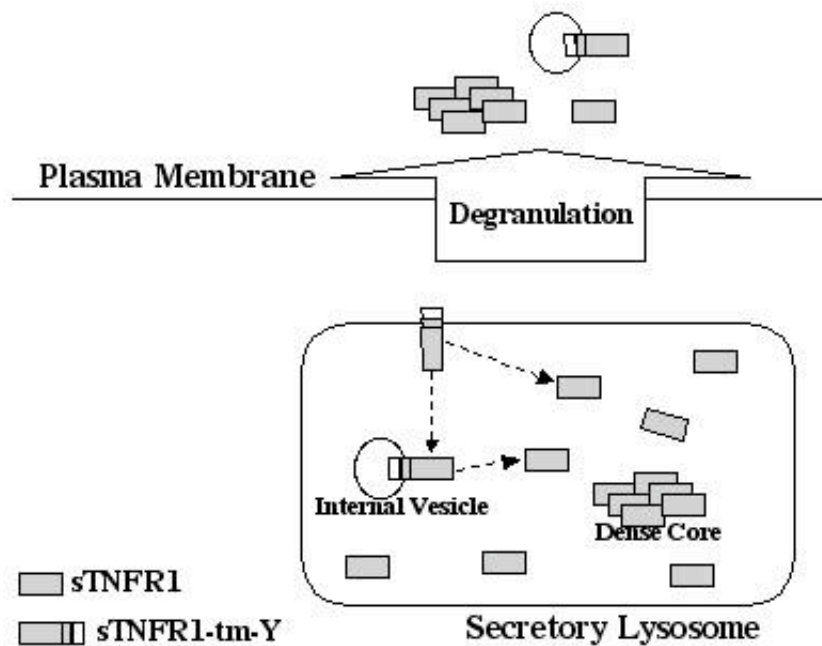 Plasma Membrane
Degranulation
Internal Vesicle
Dense Core
sTNFR1
sTNFR1-tm-Y
Secretory Lysosome